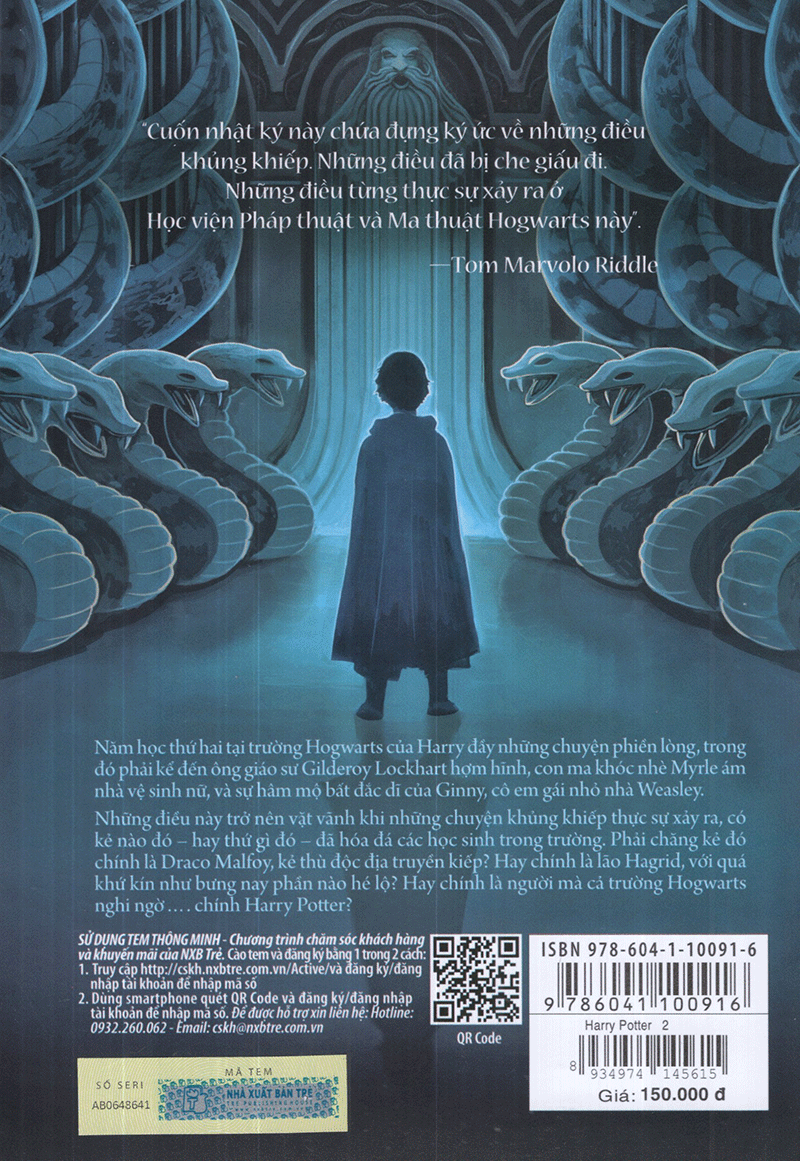 “Cuốn nhật ký này chứa đựng ký ức về những điều
khủng khiếp. Những điều đã bị che giấu đi.
Những điều từng thực sự xảy ra ở
Học viện Pháp thuật và Ma thuật Hogwarts này”.
—Tom Marvolo Riddle
Năm học thứ hai tại trường Hogwarts của Harry đầy những chuyện phiền lòng, trong
đó phải kể đến ông giáo sư Gilderoy Lockhart hợm hĩnh, con ma khóc nhè Myrle ám
nhà vệ sinh nữ, và sự hâm mộ bất đắc dĩ của Ginny, cô em gái nhỏ nhà Weasley.
Những điều này trở nên vặt vãnh khi những chuyện khủng khiếp thực sự xảy ra, có
kẻ nào đó – hay thứ gì đó – đã hóa đá các học sinh trong trường. Phải chăng kẻ đó
chính là Draco Malfoy, kẻ thù độc địa truyền kiếp? Hay chính là lão Hagrid, với quá
khứ kín như bưng nay phần nào hé lộ? Hay chính là người mà cả trường Hogwarts
nghi ngờ .... chính Harry Potter?
SỬ DỤNG TEM THÔNG MINH - Chương trình chăm sóc khách hàng
và khuyến mãi của NXB Trẻ. Cào tem và đăng ký bằng 1 trong 2 cách:
1. Truy cập http://cskh.nxbtre.com.vn/Active/và đăng ký/đăng
nhập tài khoản để nhập mã số
2. Dùng smartphone quét QR Code và đăng ký/đăng nhập
tài khoản để nhập mã số. Để được hỗ trợ xin liên hệ: Hotline:
0932.260.062 - Email: cskh@nxbtre.com.vn
QR Code
ISBN 978-604-1-10091-6
9 786041 100916
Harry Potter 2
8 934974 145615
Giá: 150.000 đ
MÃ TEM
SỐ SERI
AB0648641
NHÀ XUẤT BẢN TRẺ
TRE PUBLISHING HOUSE